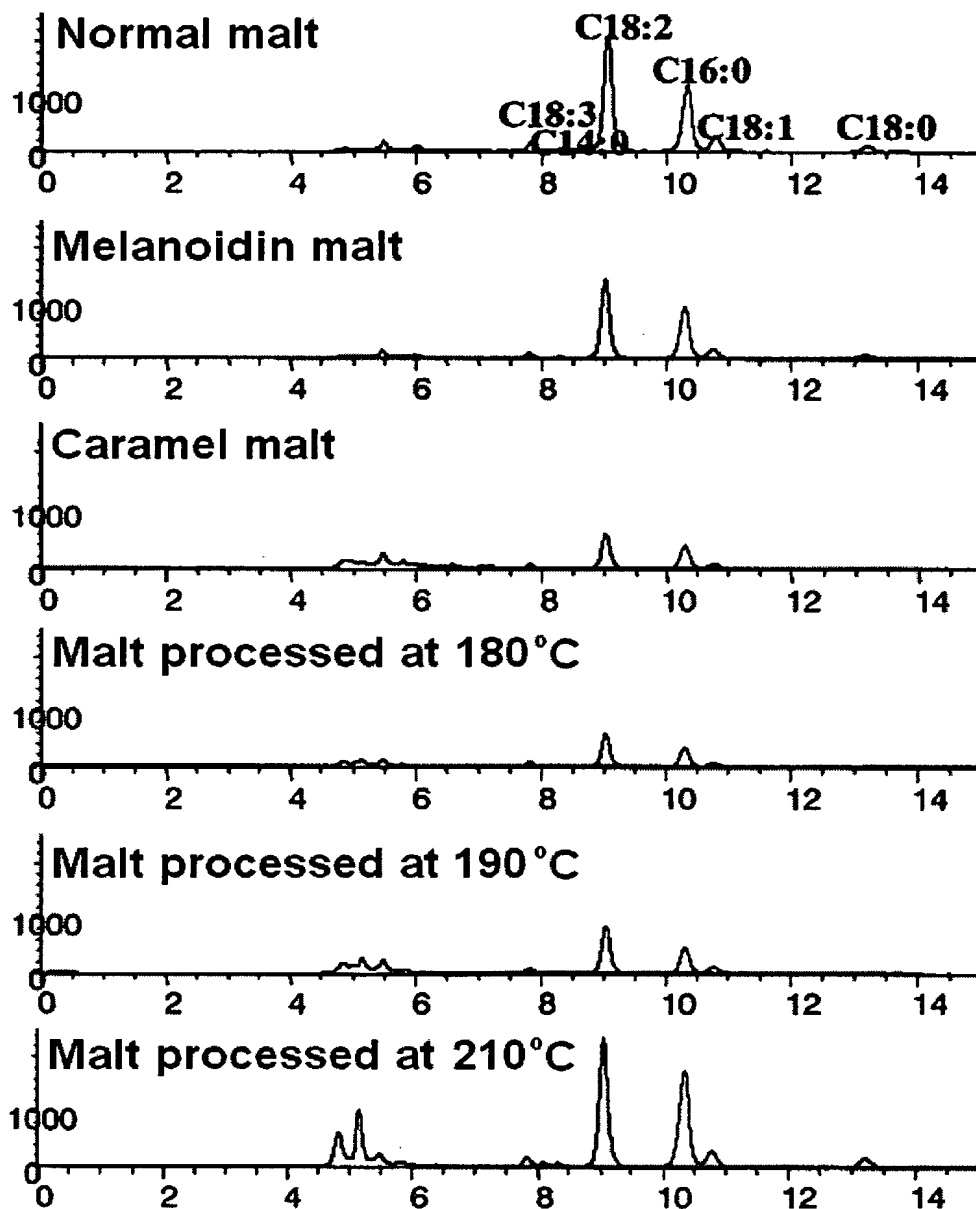 Normal malt
C18:2
C16:0
1000
C18:3
C14:0
C18:1
C18:0
0
0 2 4 6 8 10 12 14
Melanoidin malt
1000
0
0 2 4 6 8 10 12 14
Caramel malt
1000
0
0 2 4 6 8 10 12 14
Malt processed at 180°C
1000
0
0 2 4 6 8 10 12 14
Malt processed at 190°C
1000
0
0 2 4 6 8 10 12 14
Malt processed at 210°C
1000
0
0 2 4 6 8 10 12 14